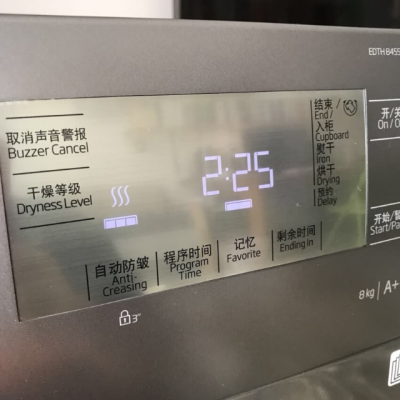 EDTH 8455
取消声音警报
Buzzer Cancel
干燥等级
Dryness Level
2:25
结束 /
End /
入柜
Cupboard
熨干
Iron
烘干
Drying
预约
Delay
开/关
On / O
开始/暂
Start/Pa
自动防皱
Anti-
Creasing
程序时间
Program
Time
记忆
Favorite
剩余时间
Ending In
3"
8 kg
A+